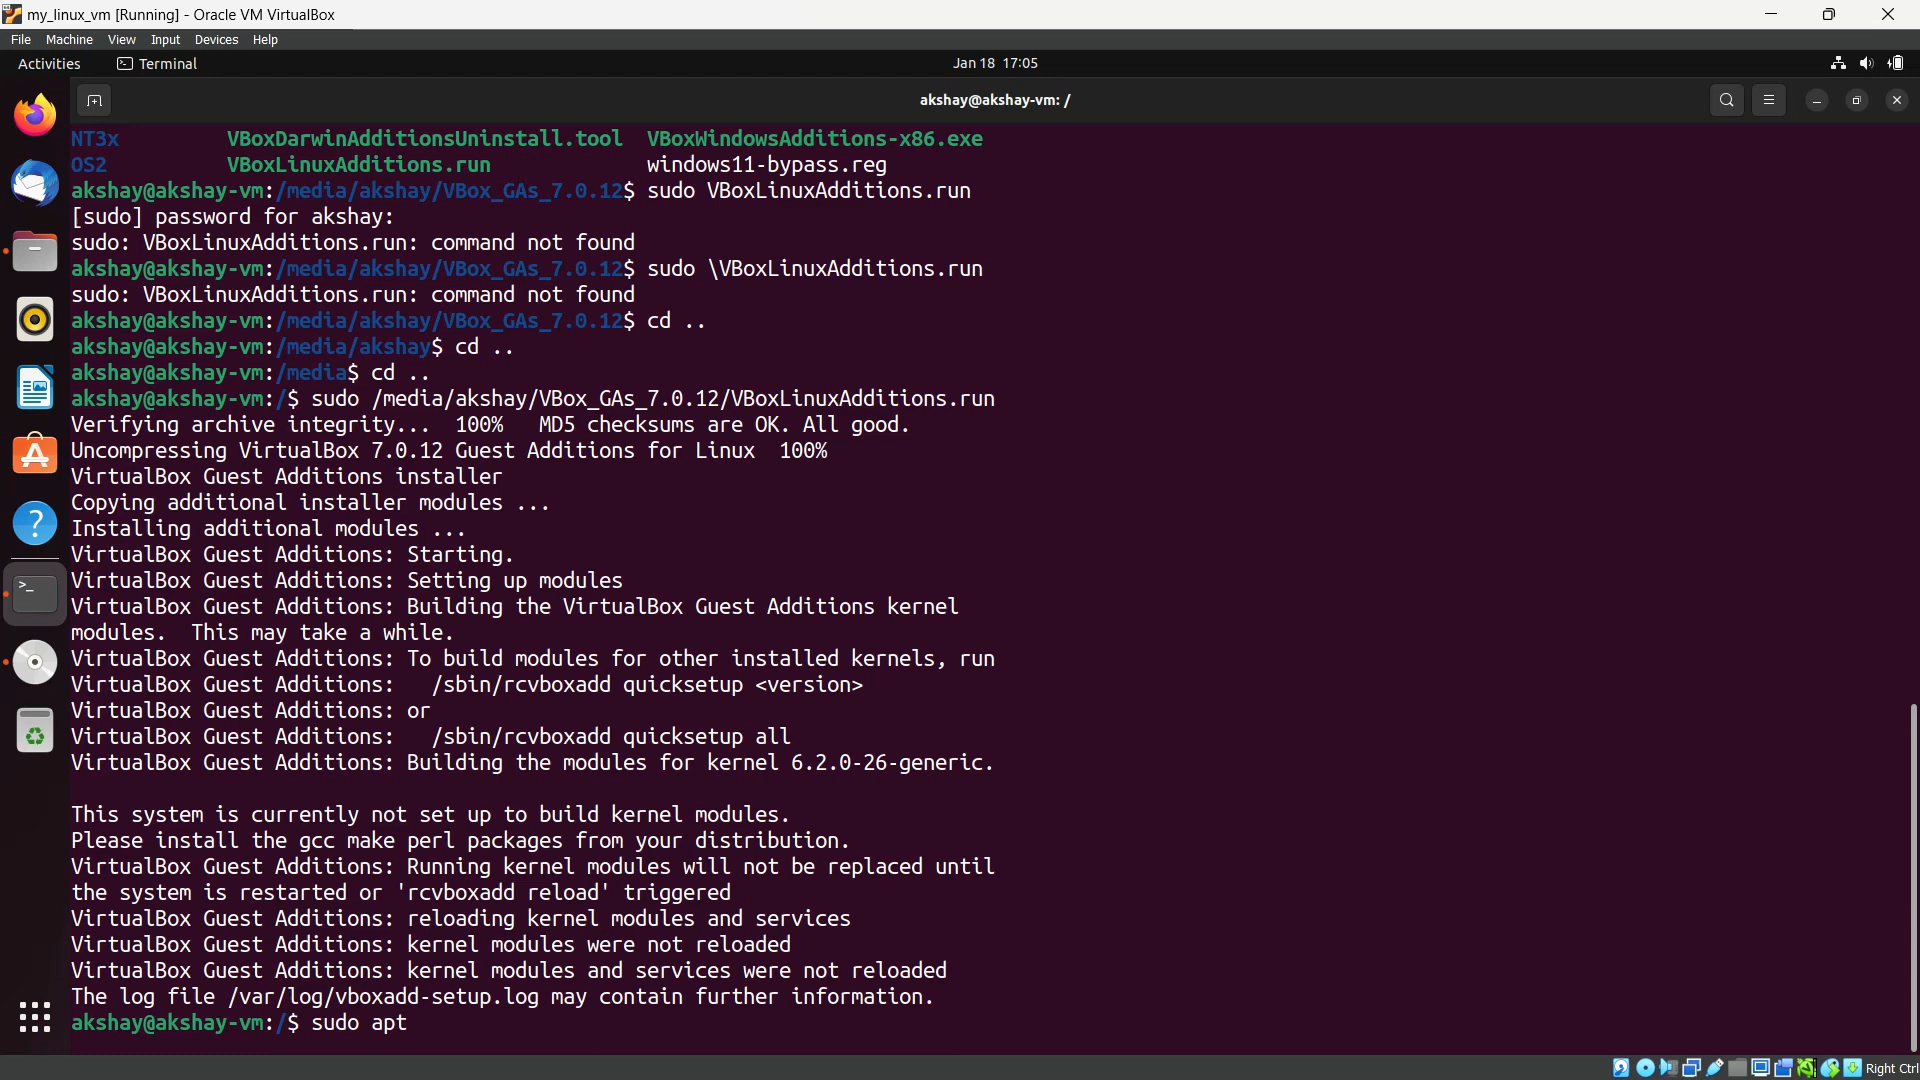 my_linux_vm [Running] - Oracle VM VirtualBox
File Machine View Input Devices Help
Activities Terminal Jan 18 17:05
akshay@akshay-vm: /
NT3x VBoxDarwinAdditionsUninstall.tool VBoxWindowsAdditions-x86.exe
OS2 VBoxLinuxAdditions.run windows11-bypass.reg
akshay@akshay-vm:/media/akshay/VBox_GAs_7.0.12$ sudo VBoxLinuxAdditions.run
[sudo] password for akshay:
sudo: VBoxLinuxAdditions.run: command not found
akshay@akshay-vm:/media/akshay/VBox_GAs_7.0.12$ sudo \VBoxLinuxAdditions.run
sudo: VBoxLinuxAdditions.run: command not found
akshay@akshay-vm:/media/akshay/VBox_GAs_7.0.12$ cd ..
akshay@akshay-vm:/media/akshay$ cd ..
akshay@akshay-vm:/media$ cd ..
akshay@akshay-vm:/$ sudo /media/akshay/VBox_GAs_7.0.12/VBoxLinuxAdditions.run
Verifying archive integrity... 100% MD5 checksums are OK. All good.
Uncompressing VirtualBox 7.0.12 Guest Additions for Linux 100%
VirtualBox Guest Additions installer
Copying additional installer modules ...
Installing additional modules ...
VirtualBox Guest Additions: Starting.
VirtualBox Guest Additions: Setting up modules
VirtualBox Guest Additions: Building the VirtualBox Guest Additions kernel
modules. This may take a while.
VirtualBox Guest Additions: To build modules for other installed kernels, run
VirtualBox Guest Additions: /sbin/rcvboxadd quicksetup <version>
VirtualBox Guest Additions: or
VirtualBox Guest Additions: /sbin/rcvboxadd quicksetup all
VirtualBox Guest Additions: Building the modules for kernel 6.2.0-26-generic.
This system is currently not set up to build kernel modules.
Please install the gcc make perl packages from your distribution.
VirtualBox Guest Additions: Running kernel modules will not be replaced until
the system is restarted or 'rcvboxadd reload' triggered
VirtualBox Guest Additions: reloading kernel modules and services
VirtualBox Guest Additions: kernel modules were not reloaded
VirtualBox Guest Additions: kernel modules and services were not reloaded
The log file /var/log/vboxadd-setup.log may contain further information.
akshay@akshay-vm:/$ sudo apt
Right Ctrl